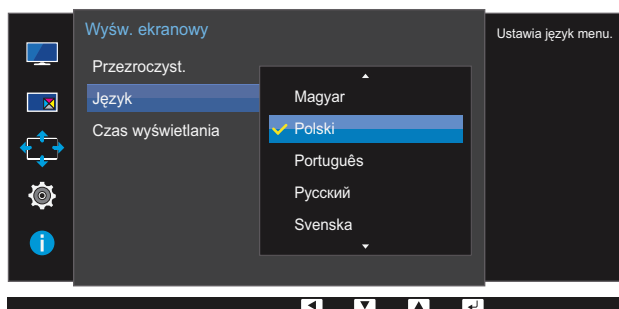 Wyśw. ekranowy
Przezroczyst.
Język
Czas wyświetlania
Magyar
Polski
Português
Русский
Svenska
Ustawia język menu.